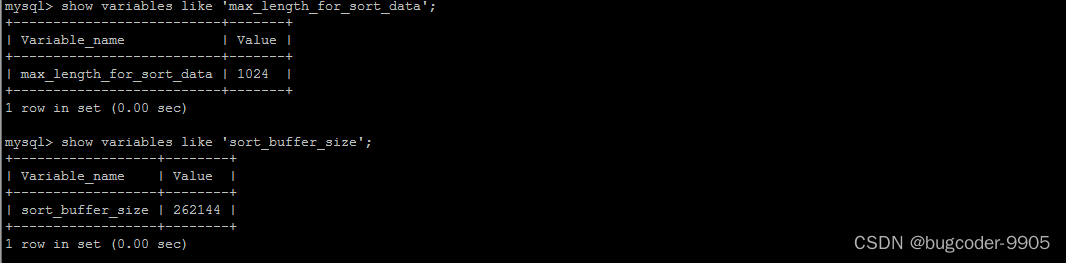 mysql> show variables like 'max_length_for_sort_data';
+--------------------------+-------+
| Variable_name            | Value |
+--------------------------+-------+
| max_length_for_sort_data | 1024  |
+--------------------------+-------+
1 row in set (0.00 sec)
mysql> show variables like 'sort_buffer_size';
+------------------+--------+
| Variable_name    | Value  |
+------------------+--------+
| sort_buffer_size | 262144 |
+------------------+--------+
1 row in set (0.00 sec)
CSDN @bugcoder-9905